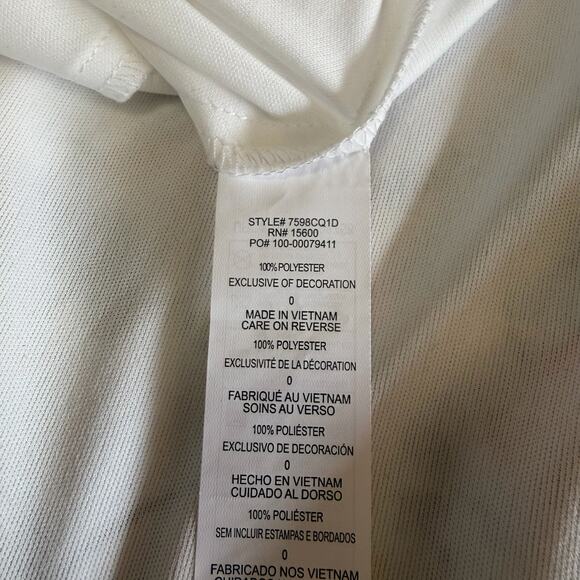 STYLE# 7598CQ1D
RN# 15600
PO# 100-00079411
100% POLYESTER
EXCLUSIVE OF DECORATION
0
MADE IN VIETNAM
CARE ON REVERSE
100% POLYESTER
EXCLUSIVITÉ DE LA DÉCORATION
0
FABRIQUÉ AU VIETNAM
SOINS AU VERSO
100% POLIÉSTER
EXCLUSIVO DE DECORACIÓN
0
HECHO EN VIETNAM
CUIDADO AL DORSO
100% POLIÉSTER
SEM INCLUIR ESTAMPAS E BORDADOS
0
FABRICADO NOS VIETNAM